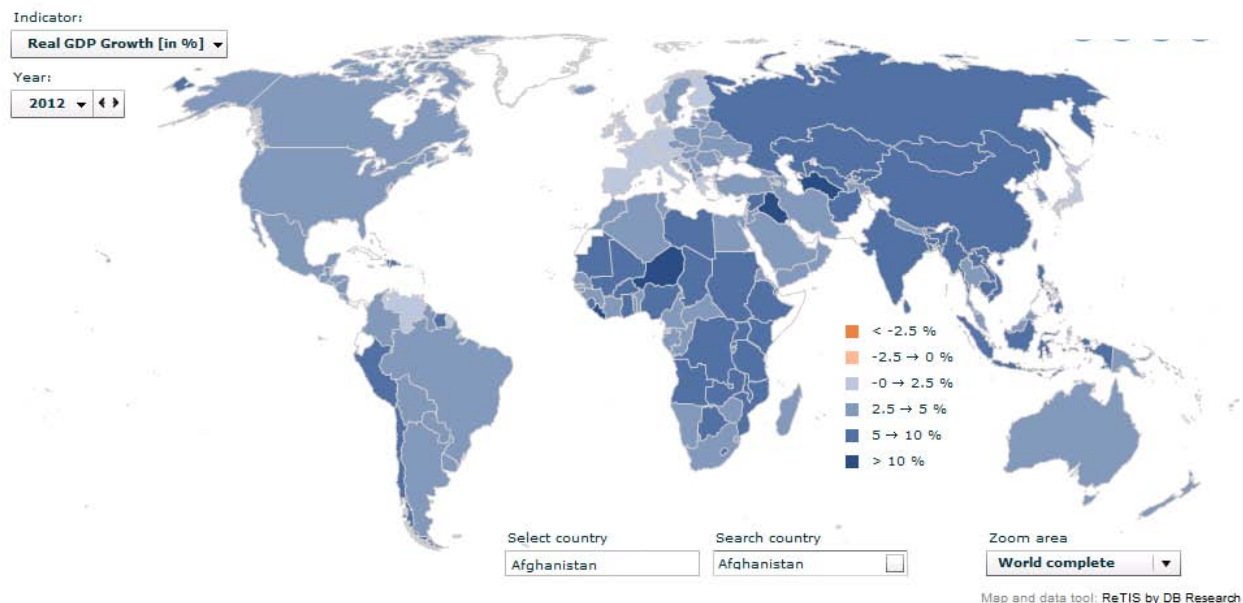 Indicator:
Real GDP Growth [in %]
Year:
2012
< -2.5 %
-2.5 → 0 %
-0 → 2.5 %
2.5 → 5 %
5 → 10 %
> 10 %
Select country
Afghanistan
Search country
Afghanistan
Zoom area
World complete
Map and data tool: ReTIS by DB Research